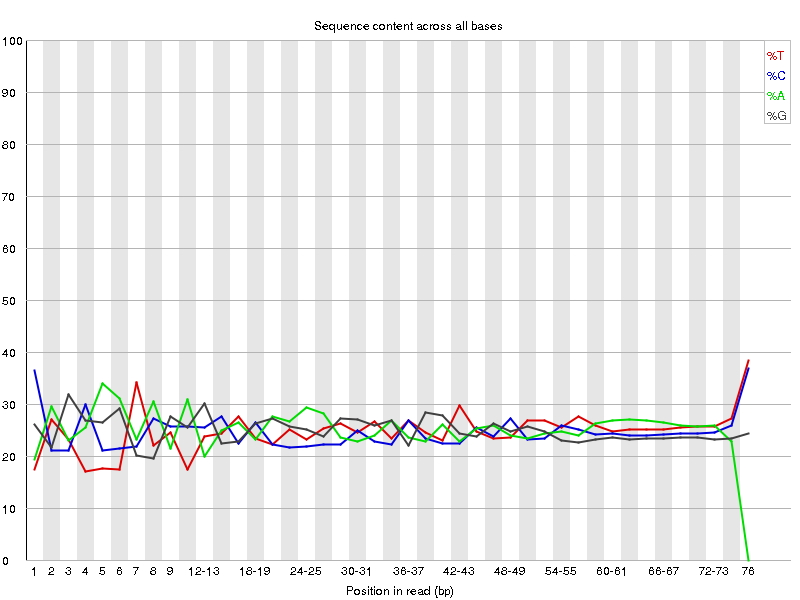 Sequence content across all bases
100
90
80
70
60
50
40
30
20
10
0
%T
%C
%A
%G
1 2 3 4 5 6 7 8 9 12-13 18-19 24-25 30-31 36-37 42-43 48-49 54-55 60-61 66-67 72-73 76
Position in read (bp)